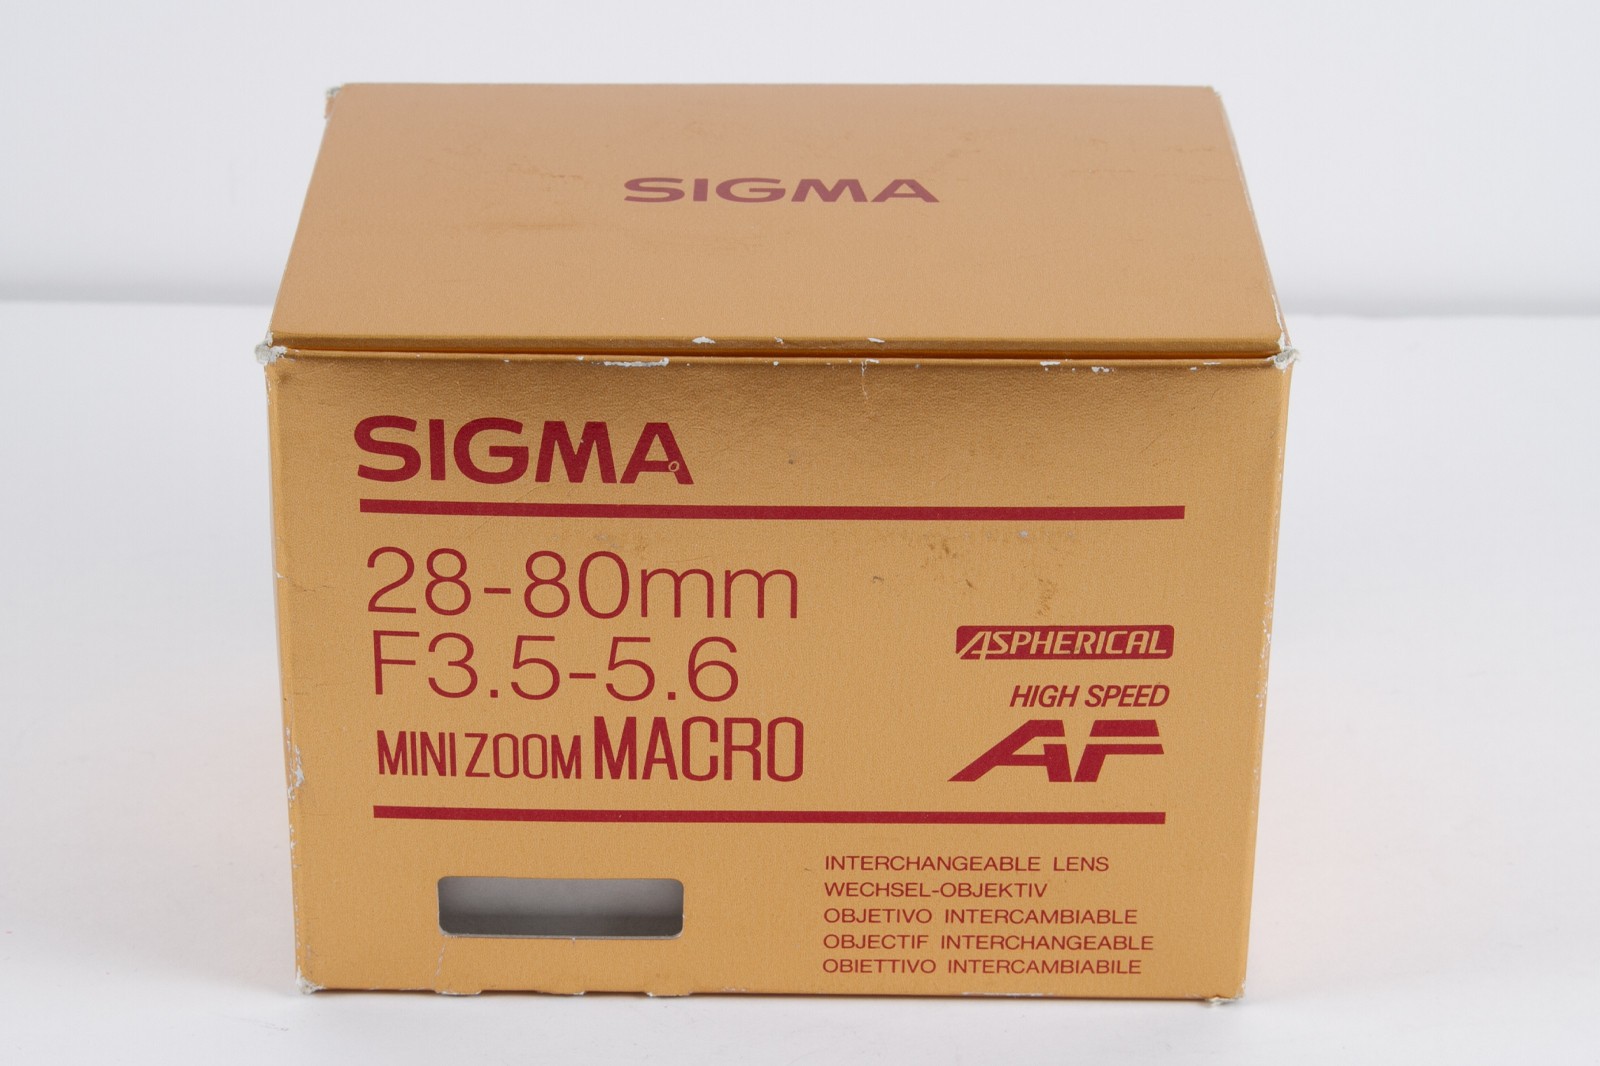 SIGMA
SIGMA
28-80mm
F3.5-5.6
MINI ZOOM MACRO
ASPHERICAL
HIGH SPEED
AF
INTERCHANGEABLE LENS
WECHSEL-OBJEKTIV
OBJETIVO INTERCAMBIABLE
OBJECTIF INTERCHANGEABLE
OBIETTIVO INTERCAMBIABILE